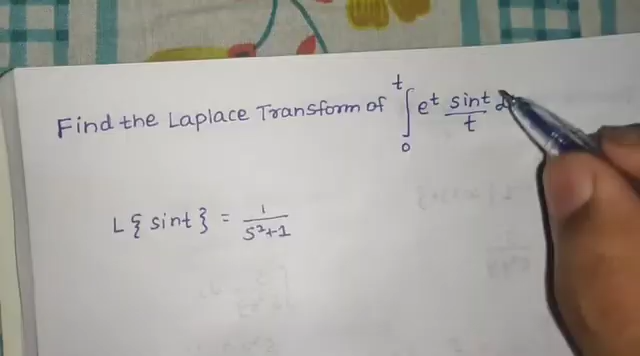 Find the Laplace Transform of ∫₀ᵗ eᵗ sint/t
L{sint} = 1/(s²+1)